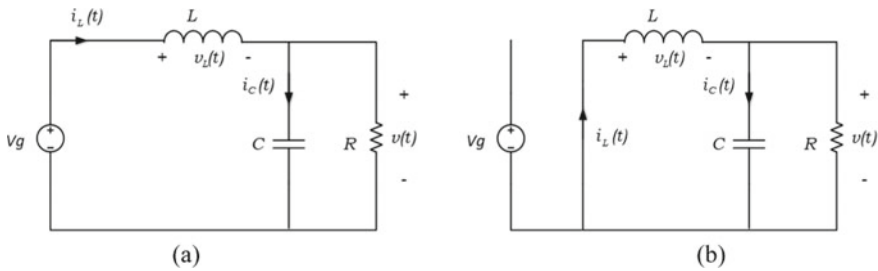 i_L(t)
L
+ v_L(t) -
i_C(t)
Vg
+
-
C
R
+
v(t)
-
(a)
L
+ v_L(t) -
i_C(t)
Vg
+
-
i_L(t)
C
R
+
v(t)
-
(b)